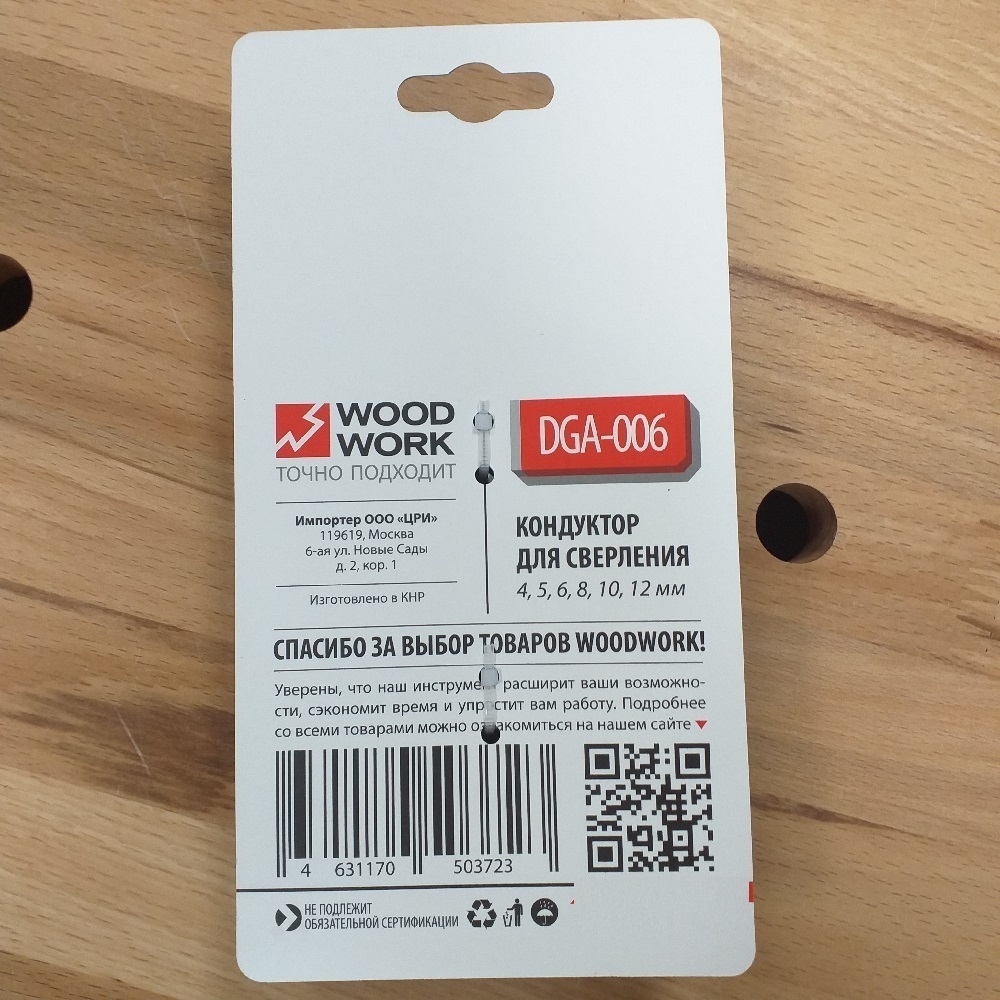 WOOD
WORK
ТОЧНО ПОДХОДИТ
Импортер ООО «ЦРИ»
119619, Москва
6-ая ул. Новые Сады
д. 2, кор. 1
Изготовлено в КНР
DGA-006
КОНДУКТОР
ДЛЯ СВЕРЛЕНИЯ
4, 5, 6, 8, 10, 12 мм
СПАСИБО ЗА ВЫБОР ТОВАРОВ WOODWORK!
Уверены, что наш инструмент расширит ваши возможно-
сти, сэкономит время и упростит вам работу. Подробнее
со всеми товарами можно ознакомиться на нашем сайте
4 631170 503723
НЕ ПОДЛЕЖИТ
ОБЯЗАТЕЛЬНОЙ СЕРТИФИКАЦИИ